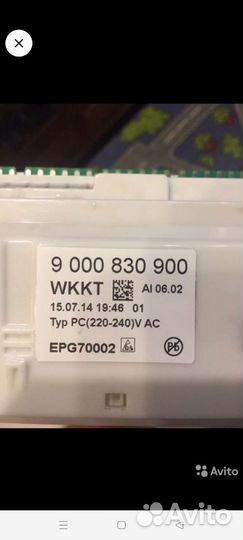 9 000 830 900
WKKT AI 06.02
15.07.14 19:46 01
Typ PC(220-240)V AC
EPG70002 Pb
Avito
Avito